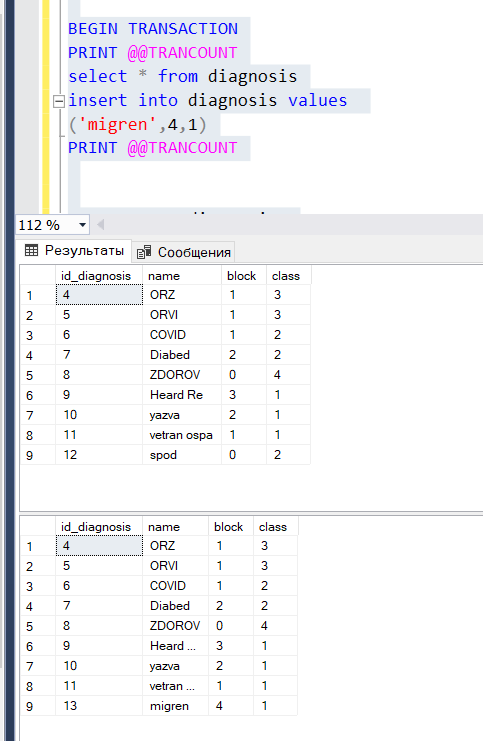 BEGIN TRANSACTION
PRINT @@TRANCOUNT
select * from diagnosis
insert into diagnosis values
('migren',4,1)
PRINT @@TRANCOUNT
112 %
Результаты Сообщения
id_diagnosis name block class
1 4 ORZ 1 3
2 5 ORVI 1 3
3 6 COVID 1 2
4 7 Diabed 2 2
5 8 ZDOROV 0 4
6 9 Heard Re 3 1
7 10 yazva 2 1
8 11 vetran ospa 1 1
9 12 spod 0 2
id_diagnosis name block class
1 4 ORZ 1 3
2 5 ORVI 1 3
3 6 COVID 1 2
4 7 Diabed 2 2
5 8 ZDOROV 0 4
6 9 Heard ... 3 1
7 10 yazva 2 1
8 11 vetran ... 1 1
9 13 migren 4 1